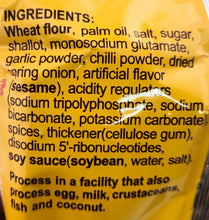 INGREDIENTS:
Wheat flour, palm oil, salt, sugar,
shallot, monosodium glutamate,
garlic powder, chilli powder, dried
spring onion, artificial flavor
(sesame), acidity regulators
(sodium tripolyphosphate, sodium
bicarbonate, potassium carbonate
spices, thickener(cellulose gum),
disodium 5'-ribonucleotides,
soy sauce(soybean, water, salt).
Process in a facility that also
process egg, milk, crustaceans,
fish and coconut.